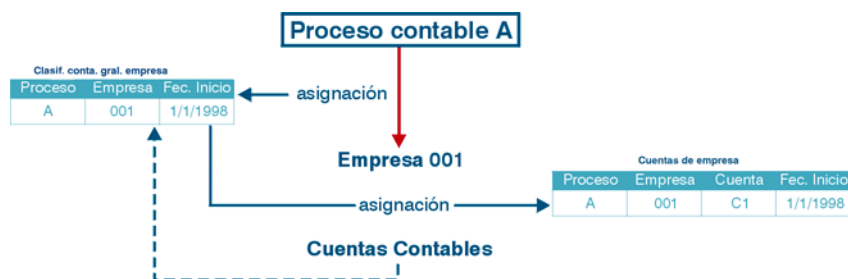 Proceso contable A
Clasif. conta. gral. empresa
Proceso Empresa Fec. Inicio
A 001 1/1/1998
asignación
Empresa 001
Cuentas de empresa
Proceso Empresa Cuenta Fec. Inicio
A 001 C1 1/1/1998
asignación
Cuentas Contables